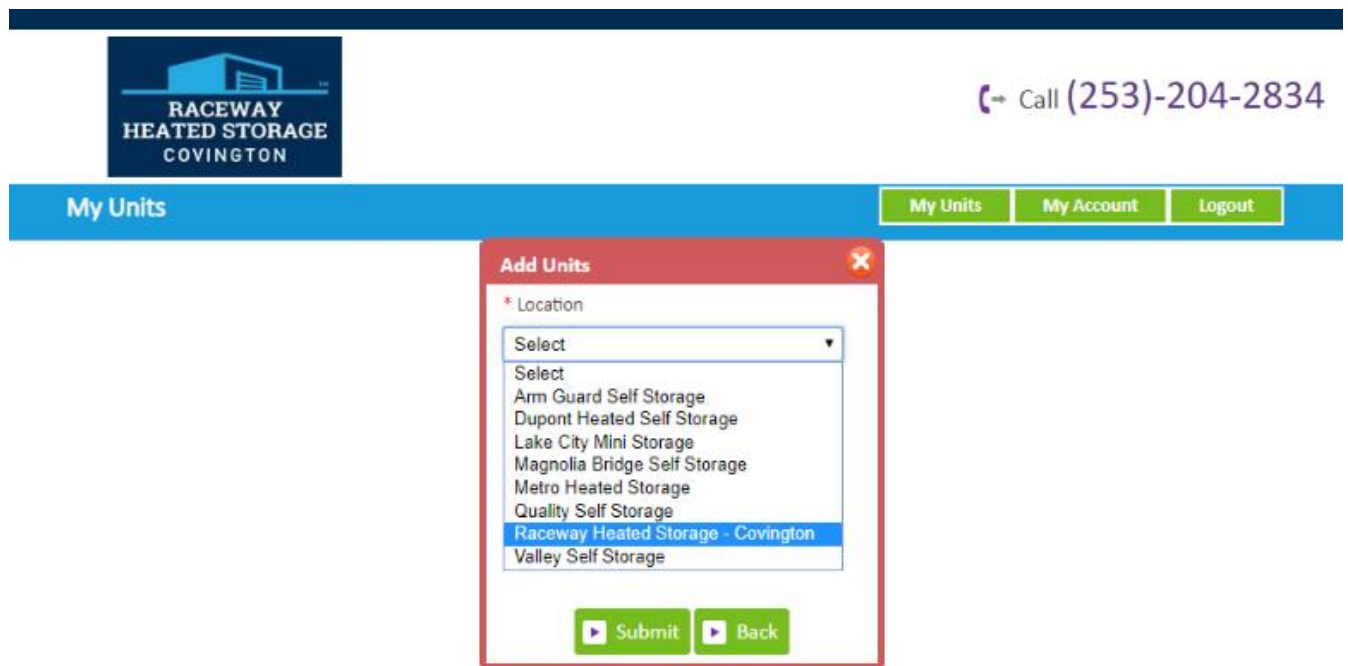 RACEWAY
HEATED STORAGE
COVINGTON
Call (253)-204-2834
My Units
My Units
My Account
Logout
Add Units
* Location
Select
Select
Arm Guard Self Storage
Dupont Heated Self Storage
Lake City Mini Storage
Magnolia Bridge Self Storage
Metro Heated Storage
Quality Self Storage
Raceway Heated Storage - Covington
Valley Self Storage
Submit
Back